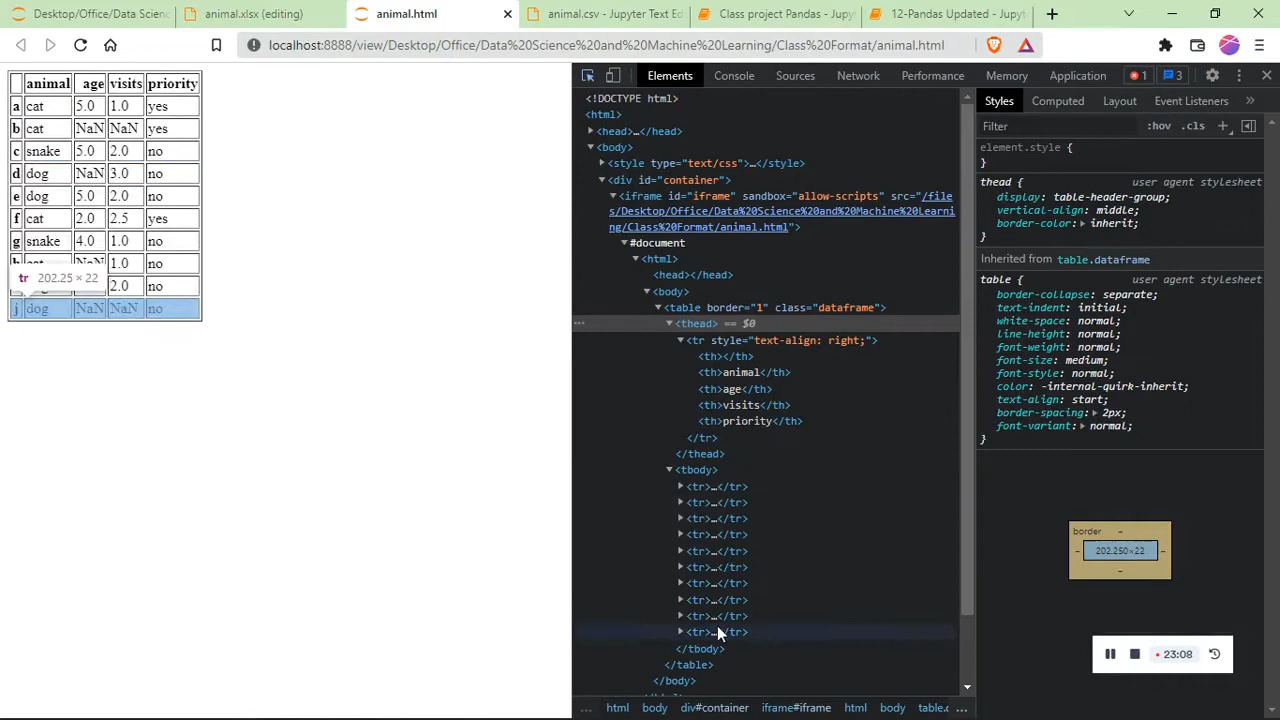 Desktop/Office/Data Scienc
animal.xlsx (editing)
animal.html
animal.csv - Jupyter Text Ed
Class project Pandas - Jupyt
12-Pandas Updated - Jupyt
localhost:8888/view/Desktop/Office/Data%20Science%20and%20Machine%20Learning/Class%20Format/animal.html
animal age visits priority
a cat 5.0 1.0 yes
b cat NaN NaN yes
c snake 5.0 2.0 no
d dog NaN 3.0 no
e dog 5.0 2.0 no
f cat 2.0 2.5 yes
g snake 4.0 1.0 no
1.0 no
tr 202.25 × 22
2.0 no
j dog NaN NaN no
Elements Console Sources Network Performance Memory Application 1 3
<!DOCTYPE html>
<html>
<head>…</head>
<body>
<style type="text/css">…</style>
<div id="container">
<iframe id="iframe" sandbox="allow-scripts" src="/file
s/Desktop/Office/Data%20Science%20and%20Machine%20Learni
ng/Class%20Format/animal.html">
#document
<html>
<head></head>
<body>
<table border="1" class="dataframe">
… <thead> == $0
<tr style="text-align: right;">
<th></th>
<th>animal</th>
<th>age</th>
<th>visits</th>
<th>priority</th>
</tr>
</thead>
<tbody>
<tr>…</tr>
<tr>…</tr>
<tr>…</tr>
<tr>…</tr>
<tr>…</tr>
<tr>…</tr>
<tr>…</tr>
<tr>…</tr>
<tr>…</tr>
<tr>…</tr>
</tbody>
</table>
</body>
… html body div#container iframe#iframe html body table.d …
Styles Computed Layout Event Listeners »
Filter :hov .cls +
element.style {
}
thead { user agent stylesheet
display: table-header-group;
vertical-align: middle;
border-color: inherit;
}
Inherited from table.dataframe
table { user agent stylesheet
border-collapse: separate;
text-indent: initial;
white-space: normal;
line-height: normal;
font-weight: normal;
font-size: medium;
font-style: normal;
color: -internal-quirk-inherit;
text-align: start;
border-spacing: 2px;
font-variant: normal;
}
border –
– 202.250×22 –
–
23:08